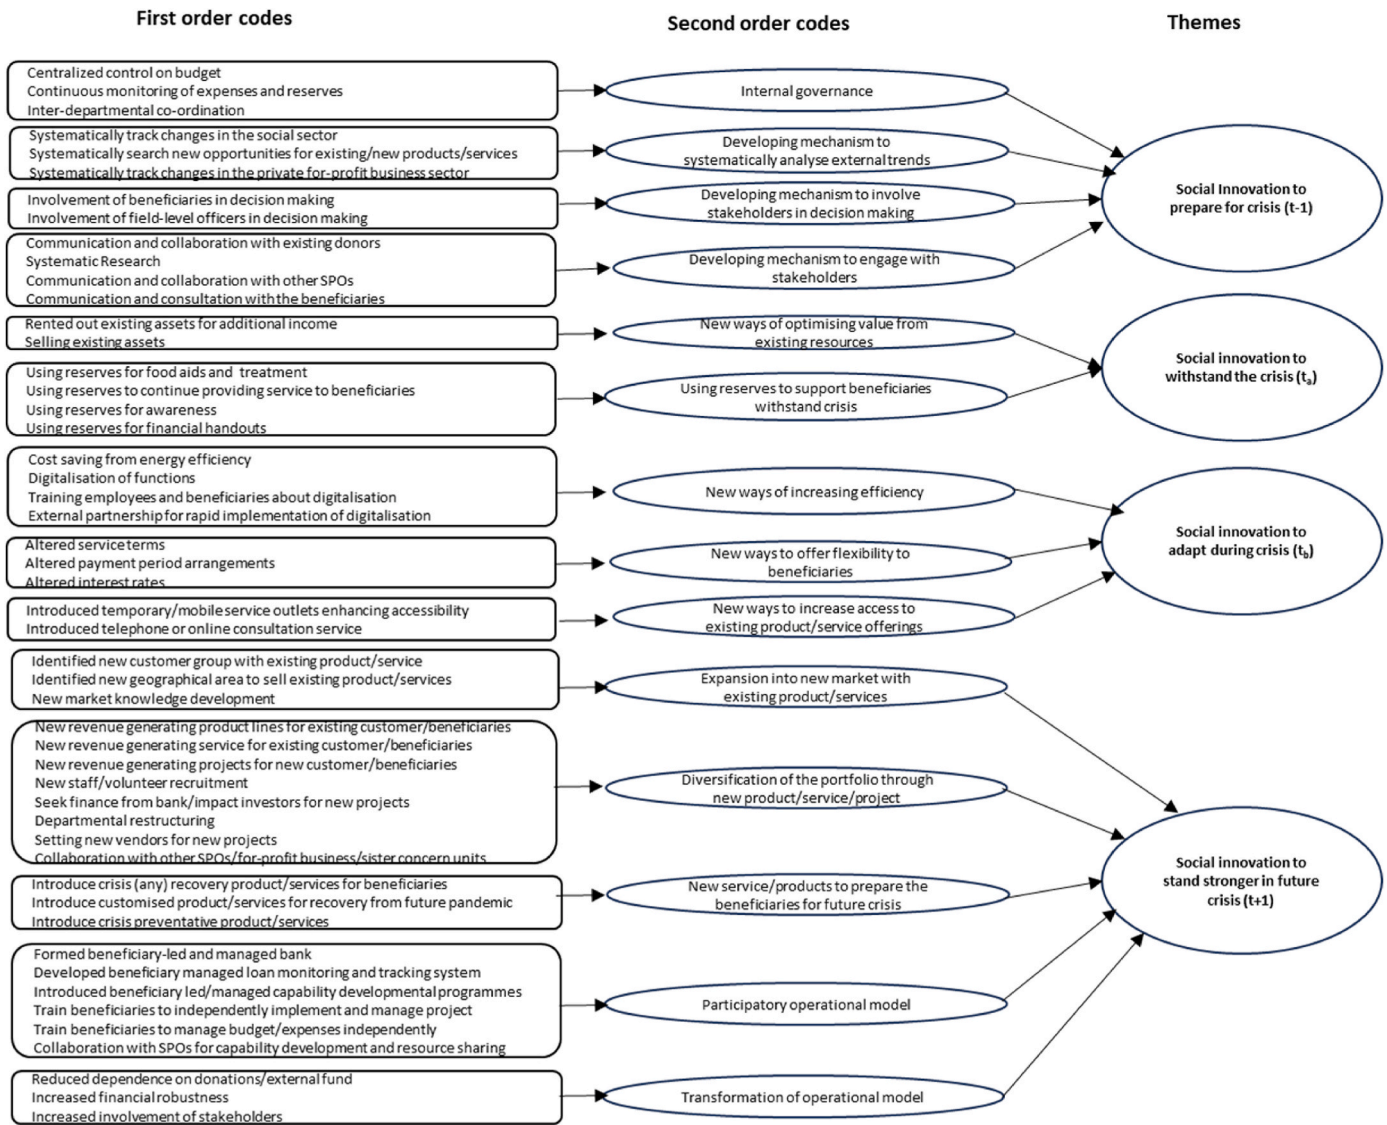 First order codes
Second order codes
Themes
Centralized control on budget
Continuous monitoring of expenses and reserves
Inter-departmental co-ordination
Internal governance
Systematically track changes in the social sector
Systematically search new opportunities for existing/new products/services
Systematically track changes in the private for-profit business sector
Developing mechanism to
systematically analyse external trends
Involvement of beneficiaries in decision making
Involvement of field-level officers in decision making
Developing mechanism to involve
stakeholders in decision making
Communication and collaboration with existing donors
Systematic Research
Communication and collaboration with other SPOs
Communication and consultation with the beneficiaries
Developing mechanism to engage with
stakeholders
Social Innovation to
prepare for crisis (t-1)
Rented out existing assets for additional income
Selling existing assets
New ways of optimising value from
existing resources
Using reserves for food aids and treatment
Using reserves to continue providing service to beneficiaries
Using reserves for awareness
Using reserves for financial handouts
Using reserves to support beneficiaries
withstand crisis
Social innovation to
withstand the crisis (ta)
Cost saving from energy efficiency
Digitalisation of functions
Training employees and beneficiaries about digitalisation
External partnership for rapid implementation of digitalisation
New ways of increasing efficiency
Altered service terms
Altered payment period arrangements
Altered interest rates
New ways to offer flexibility to
beneficiaries
Introduced temporary/mobile service outlets enhancing accessibility
Introduced telephone or online consultation service
New ways to increase access to
existing product/service offerings
Social innovation to
adapt during crisis (tb)
Identified new customer group with existing product/service
Identified new geographical area to sell existing product/services
New market knowledge development
Expansion into new market with
existing product/services
New revenue generating product lines for existing customer/beneficiaries
New revenue generating service for existing customer/beneficiaries
New revenue generating projects for new customer/beneficiaries
New staff/volunteer recruitment
Seek finance from bank/impact investors for new projects
Departmental restructuring
Setting new vendors for new projects
Collaboration with other SPOs/for-profit business/sister concern units
Diversification of the portfolio through
new product/service/project
Introduce crisis (any) recovery product/services for beneficiaries
Introduce customised product/services for recovery from future pandemic
Introduce crisis preventative product/services
New service/products to prepare the
beneficiaries for future crisis
Formed beneficiary-led and managed bank
Developed beneficiary managed loan monitoring and tracking system
Introduced beneficiary led/managed capability developmental programmes
Train beneficiaries to independently implement and manage project
Train beneficiaries to manage budget/expenses independently
Collaboration with SPOs for capability development and resource sharing
Participatory operational model
Reduced dependence on donations/external fund
Increased financial robustness
Increased involvement of stakeholders
Transformation of operational model
Social innovation to
stand stronger in future
crisis (t+1)